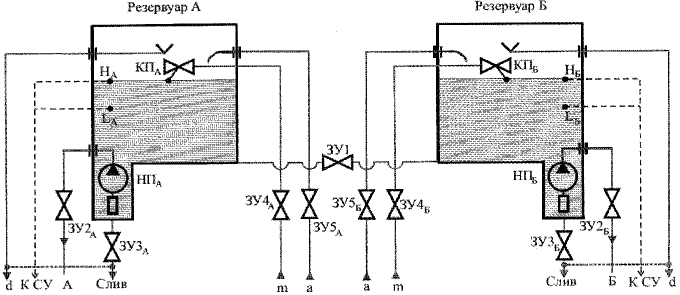 Резервуар А
Резервуар Б
КПА
КПБ
НА
НБ
LА
LБ
ЗУ1
НПА
НПБ
ЗУ4А
ЗУ5Б
ЗУ4Б
ЗУ2А
ЗУ5А
ЗУ2Б
ЗУ3А
ЗУ3Б
d
К СУ
А
Слив
m
a
a
m
Слив
Б
К СУ
d